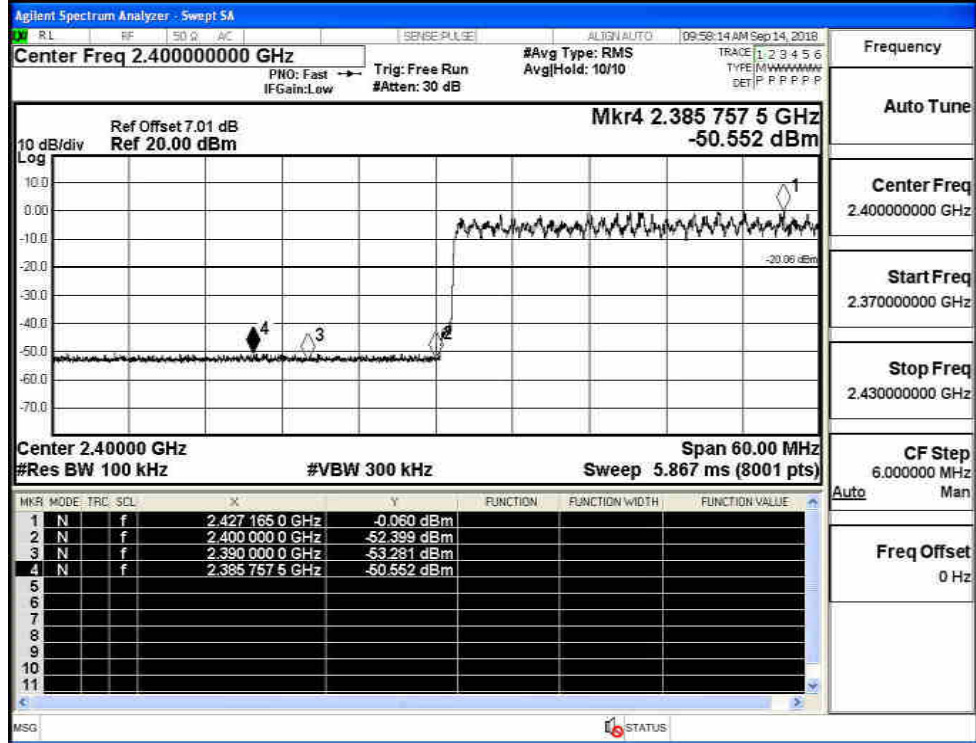 Agilent Spectrum Analyzer - Swept SA
RL RF 50 Ω AC SENSE:PULSE ALIGN AUTO 09:58:14 AM Sep 14, 2018
Center Freq 2.400000000 GHz
PNO: Fast
IFGain:Low
Trig: Free Run
#Atten: 30 dB
#Avg Type: RMS
Avg|Hold: 10/10
TRACE 1 2 3 4 5 6
TYPE MWWWWW
DET P P P P P P
Mkr4 2.385 757 5 GHz
-50.552 dBm
Ref Offset 7.01 dB
10 dB/div Ref 20.00 dBm
Log
10.0
0.00
-10.0
-20.0
-30.0
-40.0
-50.0
-60.0
-70.0
1
-20.06 dBm
4
3
2
Center 2.40000 GHz Span 60.00 MHz
#Res BW 100 kHz #VBW 300 kHz Sweep 5.867 ms (8001 pts)
MKR MODE TRC SCL X Y FUNCTION FUNCTION WIDTH FUNCTION VALUE
1 N f 2.427 165 0 GHz -0.060 dBm
2 N f 2.400 000 0 GHz -52.399 dBm
3 N f 2.390 000 0 GHz -53.281 dBm
4 N f 2.385 757 5 GHz -50.552 dBm
5
6
7
8
9
10
11
MSG STATUS
Frequency
Auto Tune
Center Freq
2.400000000 GHz
Start Freq
2.370000000 GHz
Stop Freq
2.430000000 GHz
CF Step
6.000000 MHz
Auto Man
Freq Offset
0 Hz